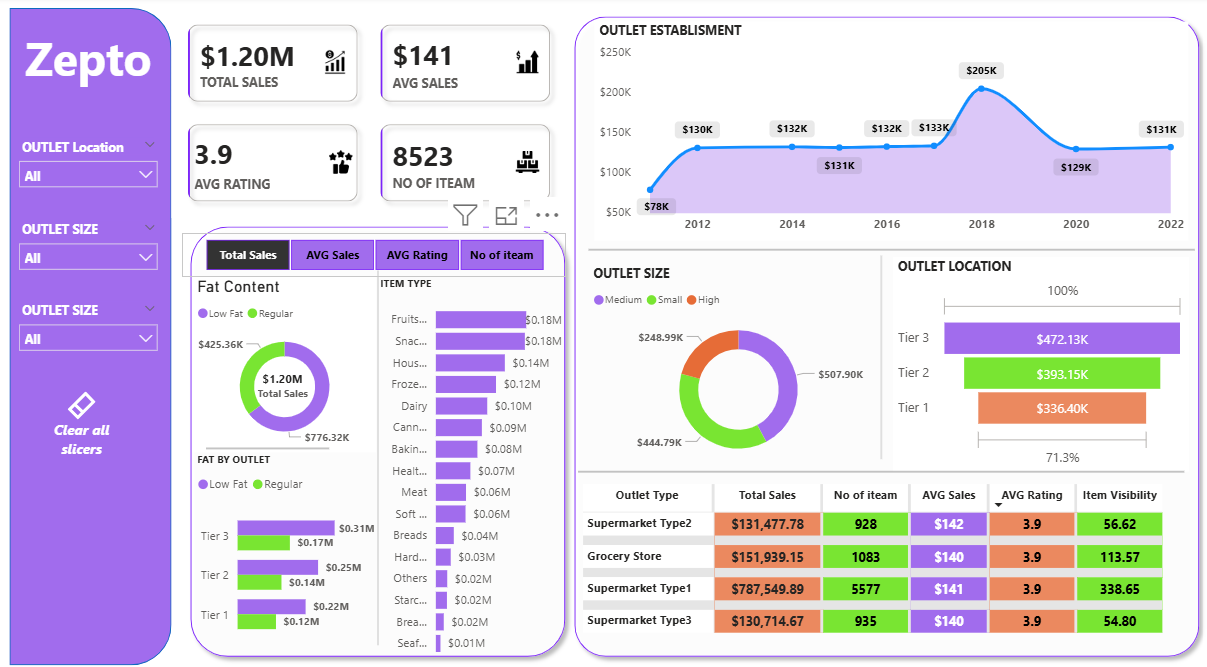 Zepto
OUTLET Location
All
OUTLET SIZE
All
OUTLET SIZE
All
Clear all
slicers
$1.20M
TOTAL SALES
$141
AVG SALES
3.9
AVG RATING
8523
NO OF ITEAM
Total Sales AVG Sales AVG Rating No of iteam
Fat Content
Low Fat Regular
$425.36K
$1.20M
Total Sales
$776.32K
FAT BY OUTLET
Low Fat Regular
Tier 3 $0.31M
$0.17M
Tier 2 $0.25M
$0.14M
Tier 1 $0.22M
$0.12M
ITEM TYPE
Fruits... $0.18M
Snac... $0.18M
Hous... $0.14M
Froze... $0.12M
Dairy $0.10M
Cann... $0.09M
Bakin... $0.08M
Healt... $0.07M
Meat $0.06M
Soft ... $0.06M
Breads $0.04M
Hard... $0.03M
Others $0.02M
Starc... $0.02M
Brea... $0.02M
Seaf... $0.01M
OUTLET ESTABLISMENT
$250K
$200K
$150K
$100K
$50K
$78K
$130K
$132K
$131K
$132K
$133K
$205K
$129K
$131K
2012 2014 2016 2018 2020 2022
OUTLET SIZE
Medium Small High
$248.99K
$507.90K
$444.79K
OUTLET LOCATION
100%
Tier 3 $472.13K
Tier 2 $393.15K
Tier 1 $336.40K
71.3%
Outlet Type Total Sales No of iteam AVG Sales AVG Rating Item Visibility
Supermarket Type2 $131,477.78 928 $142 3.9 56.62
Grocery Store $151,939.15 1083 $140 3.9 113.57
Supermarket Type1 $787,549.89 5577 $141 3.9 338.65
Supermarket Type3 $130,714.67 935 $140 3.9 54.80